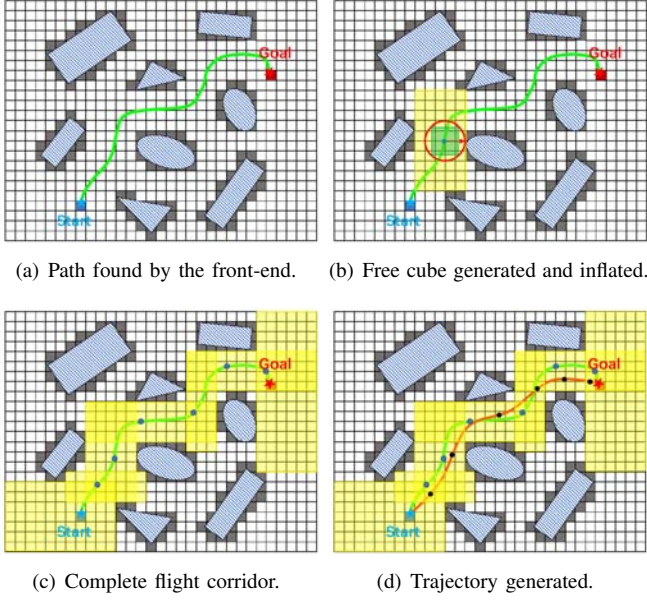 Goal
Start
Goal
Start
(a) Path found by the front-end.
(b) Free cube generated and inflated.
Goal
Start
Goal
Start
(c) Complete flight corridor.
(d) Trajectory generated.